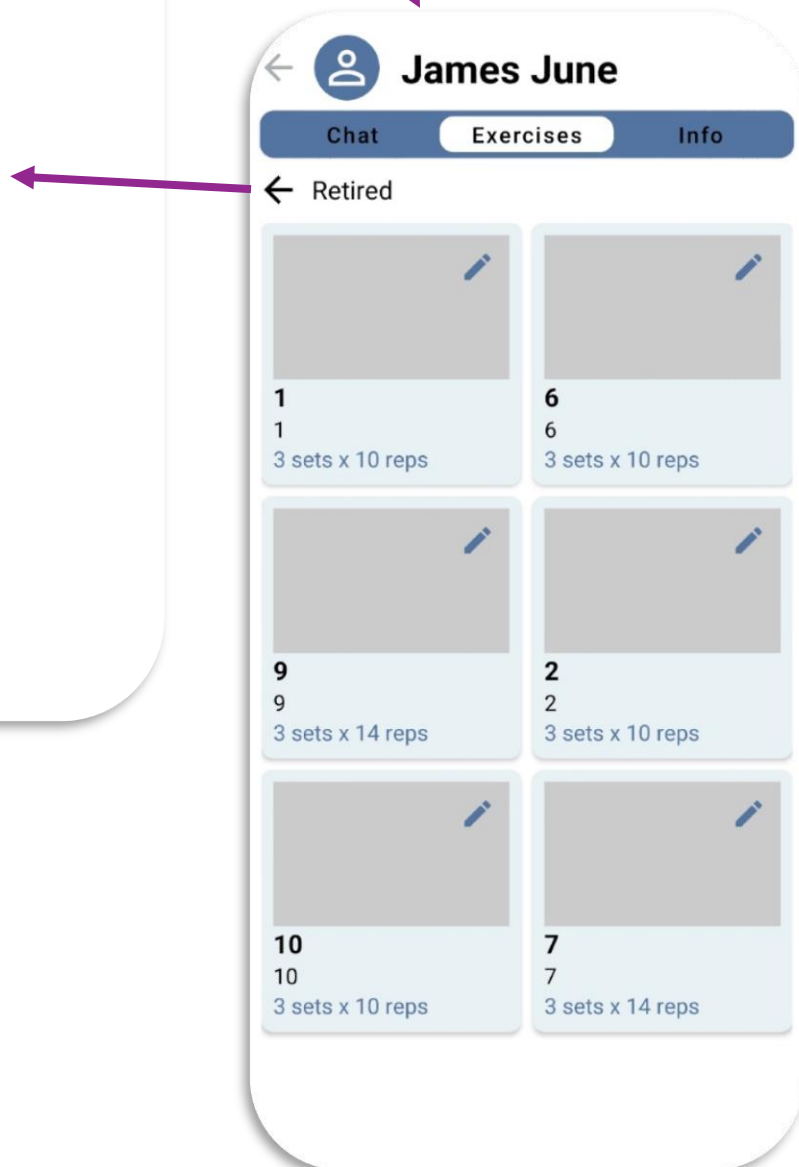 James June
Chat Exercises Info
Retired
1
1
3 sets x 10 reps
6
6
3 sets x 10 reps
9
9
3 sets x 14 reps
2
2
3 sets x 10 reps
10
10
3 sets x 10 reps
7
7
3 sets x 14 reps